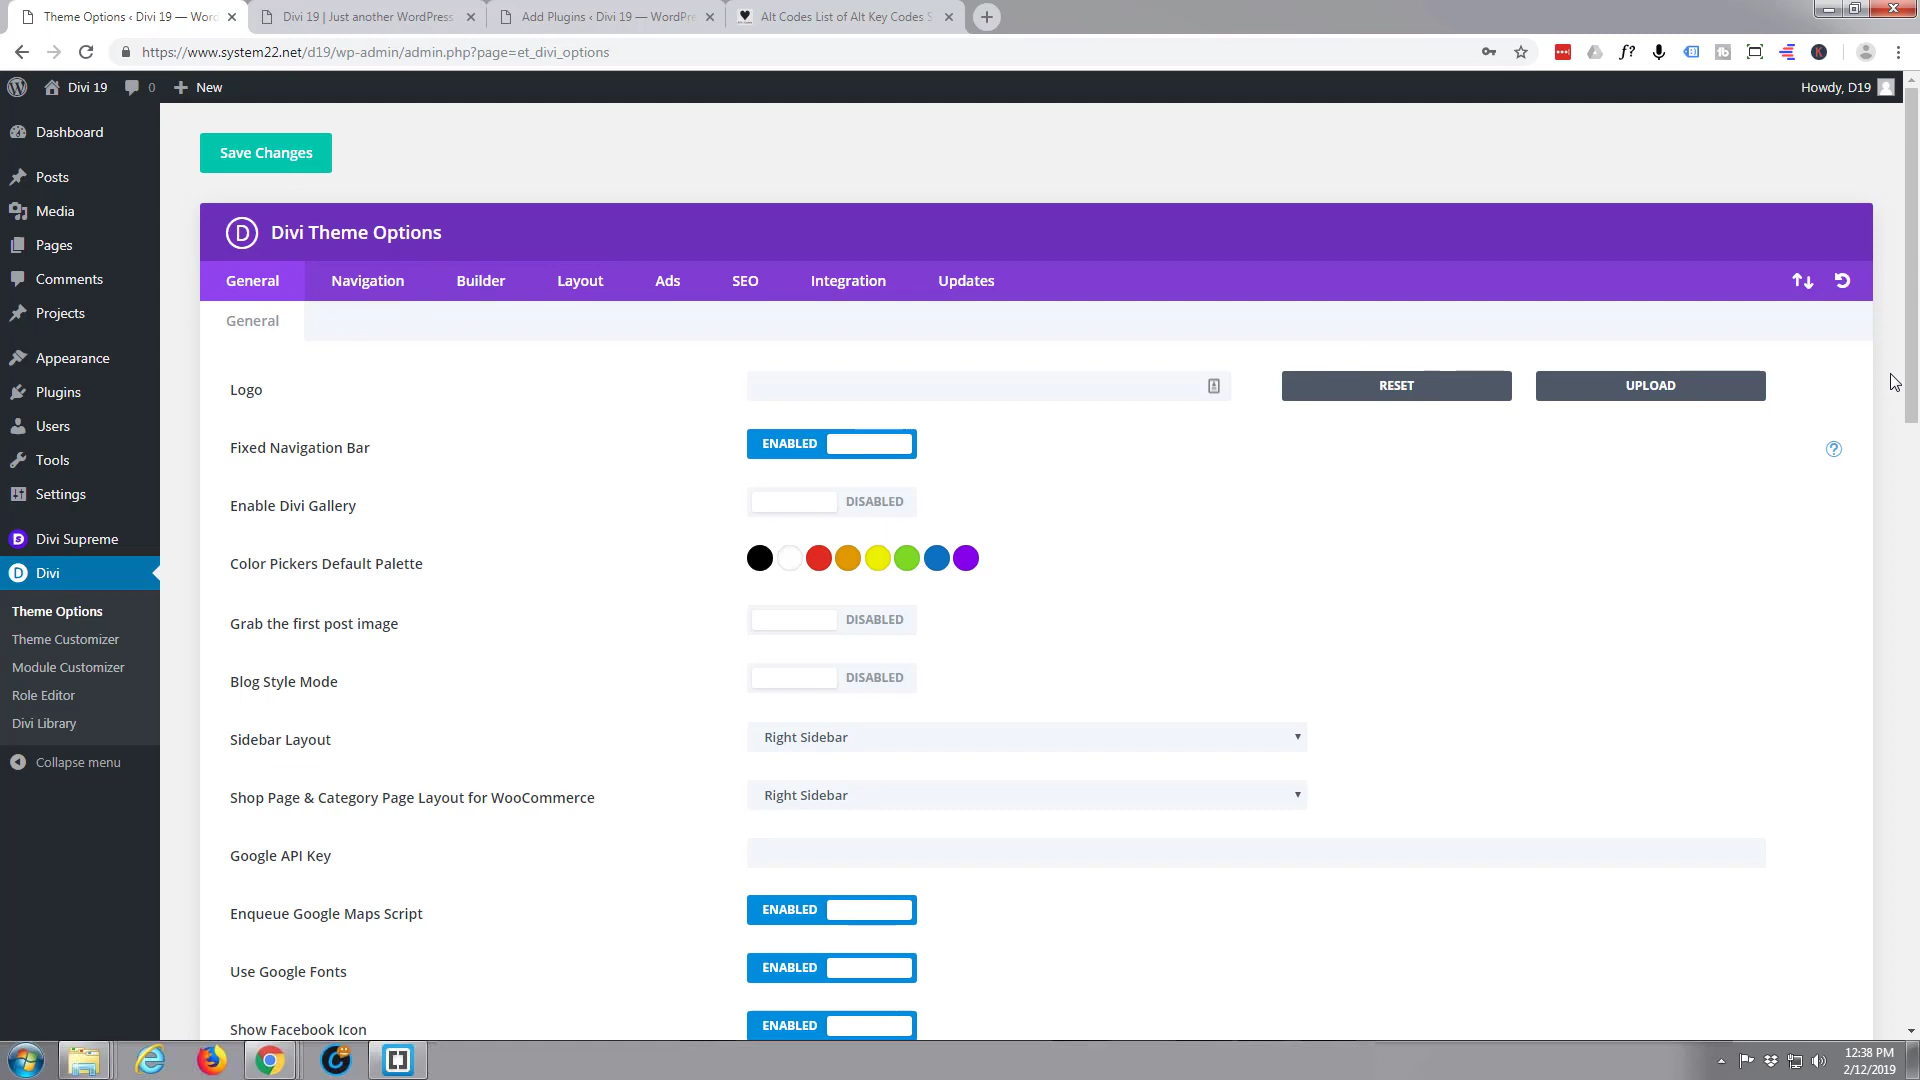 Theme Options ‹ Divi 19 — Word
Divi 19 | Just another WordPress
Add Plugins ‹ Divi 19 — WordPre
Alt Codes List of Alt Key Codes S
https://www.system22.net/d19/wp-admin/admin.php?page=et_divi_options
Divi 19
0
New
Howdy, D19
Dashboard
Posts
Media
Pages
Comments
Projects
Appearance
Plugins
Users
Tools
Settings
Divi Supreme
Divi
Theme Options
Theme Customizer
Module Customizer
Role Editor
Divi Library
Collapse menu
Save Changes
Divi Theme Options
General Navigation Builder Layout Ads SEO Integration Updates
General
Logo
RESET
UPLOAD
Fixed Navigation Bar
ENABLED
Enable Divi Gallery
DISABLED
Color Pickers Default Palette
Grab the first post image
DISABLED
Blog Style Mode
DISABLED
Sidebar Layout
Right Sidebar
Shop Page & Category Page Layout for WooCommerce
Right Sidebar
Google API Key
Enqueue Google Maps Script
ENABLED
Use Google Fonts
ENABLED
Show Facebook Icon
ENABLED
12:38 PM
2/12/2019